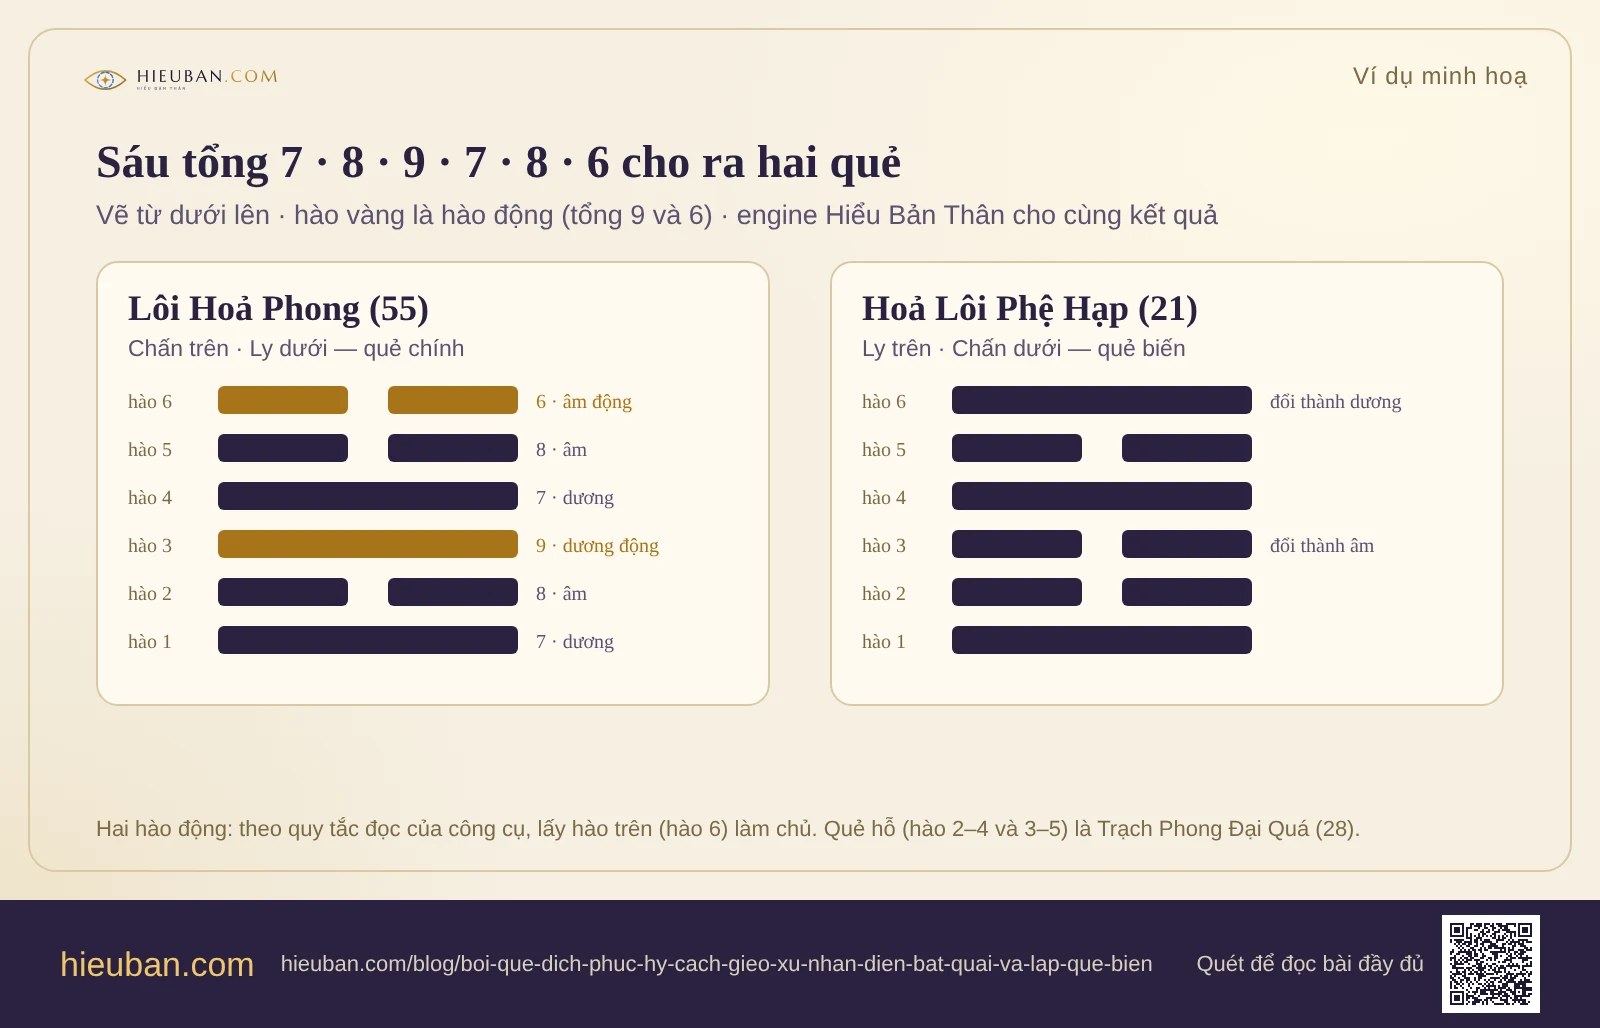 HIEUBAN.COM
HIỂU BẢN THÂN
Ví dụ minh hoạ
Sáu tổng 7 · 8 · 9 · 7 · 8 · 6 cho ra hai quẻ
Vẽ từ dưới lên · hào vàng là hào động (tổng 9 và 6) · engine Hiểu Bản Thân cho cùng kết quả
Lôi Hoả Phong (55)
Chấn trên · Ly dưới — quẻ chính
hào 6 6 · âm động
hào 5 8 · âm
hào 4 7 · dương
hào 3 9 · dương động
hào 2 8 · âm
hào 1 7 · dương
Hoả Lôi Phệ Hạp (21)
Ly trên · Chấn dưới — quẻ biến
hào 6 đổi thành dương
hào 5
hào 4
hào 3 đổi thành âm
hào 2
hào 1
Hai hào động: theo quy tắc đọc của công cụ, lấy hào trên (hào 6) làm chủ. Quẻ hỗ (hào 2–4 và 3–5) là Trạch Phong Đại Quá (28).
hieuban.com hieuban.com/blog/boi-que-dich-phuc-hy-cach-gieo-xu-nhan-dien-bat-quai-va-lap-que-bien Quét để đọc bài đầy đủ